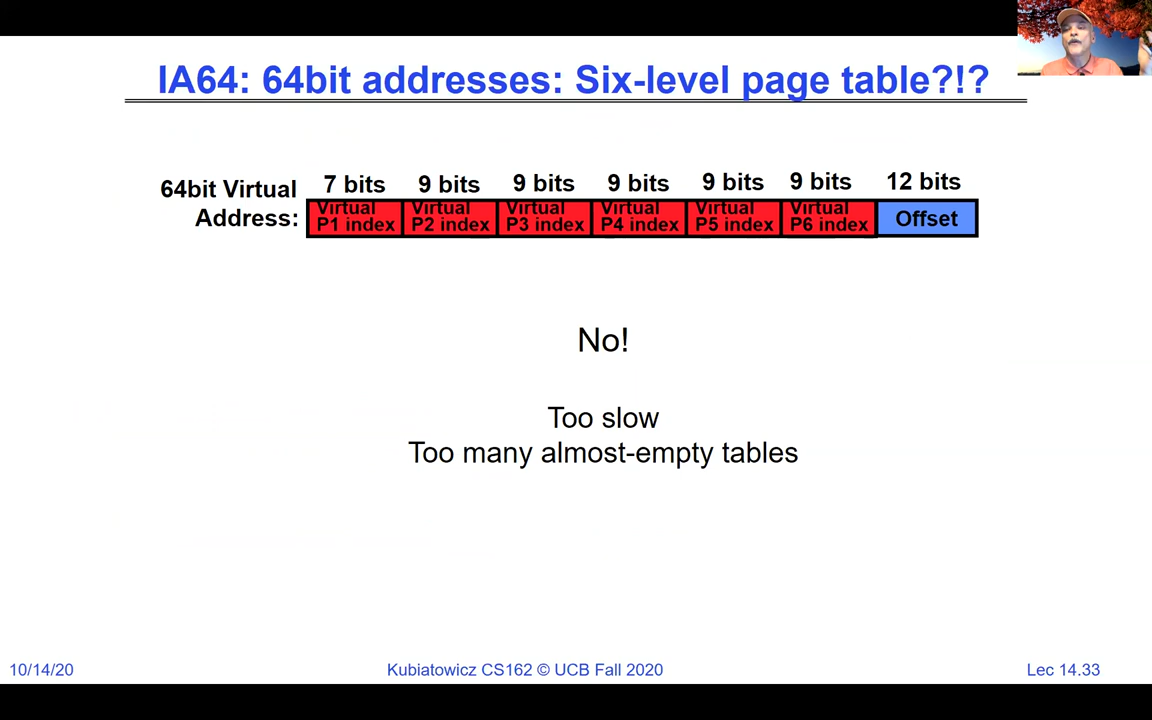 IA64: 64bit addresses: Six-level page table?!?
7 bits 9 bits 9 bits 9 bits 9 bits 9 bits 12 bits
64bit Virtual
Address:
Virtual Virtual Virtual Virtual Virtual Virtual
P1 index P2 index P3 index P4 index P5 index P6 index Offset
No!
Too slow
Too many almost-empty tables
10/14/20 Kubiatowicz CS162 © UCB Fall 2020 Lec 14.33